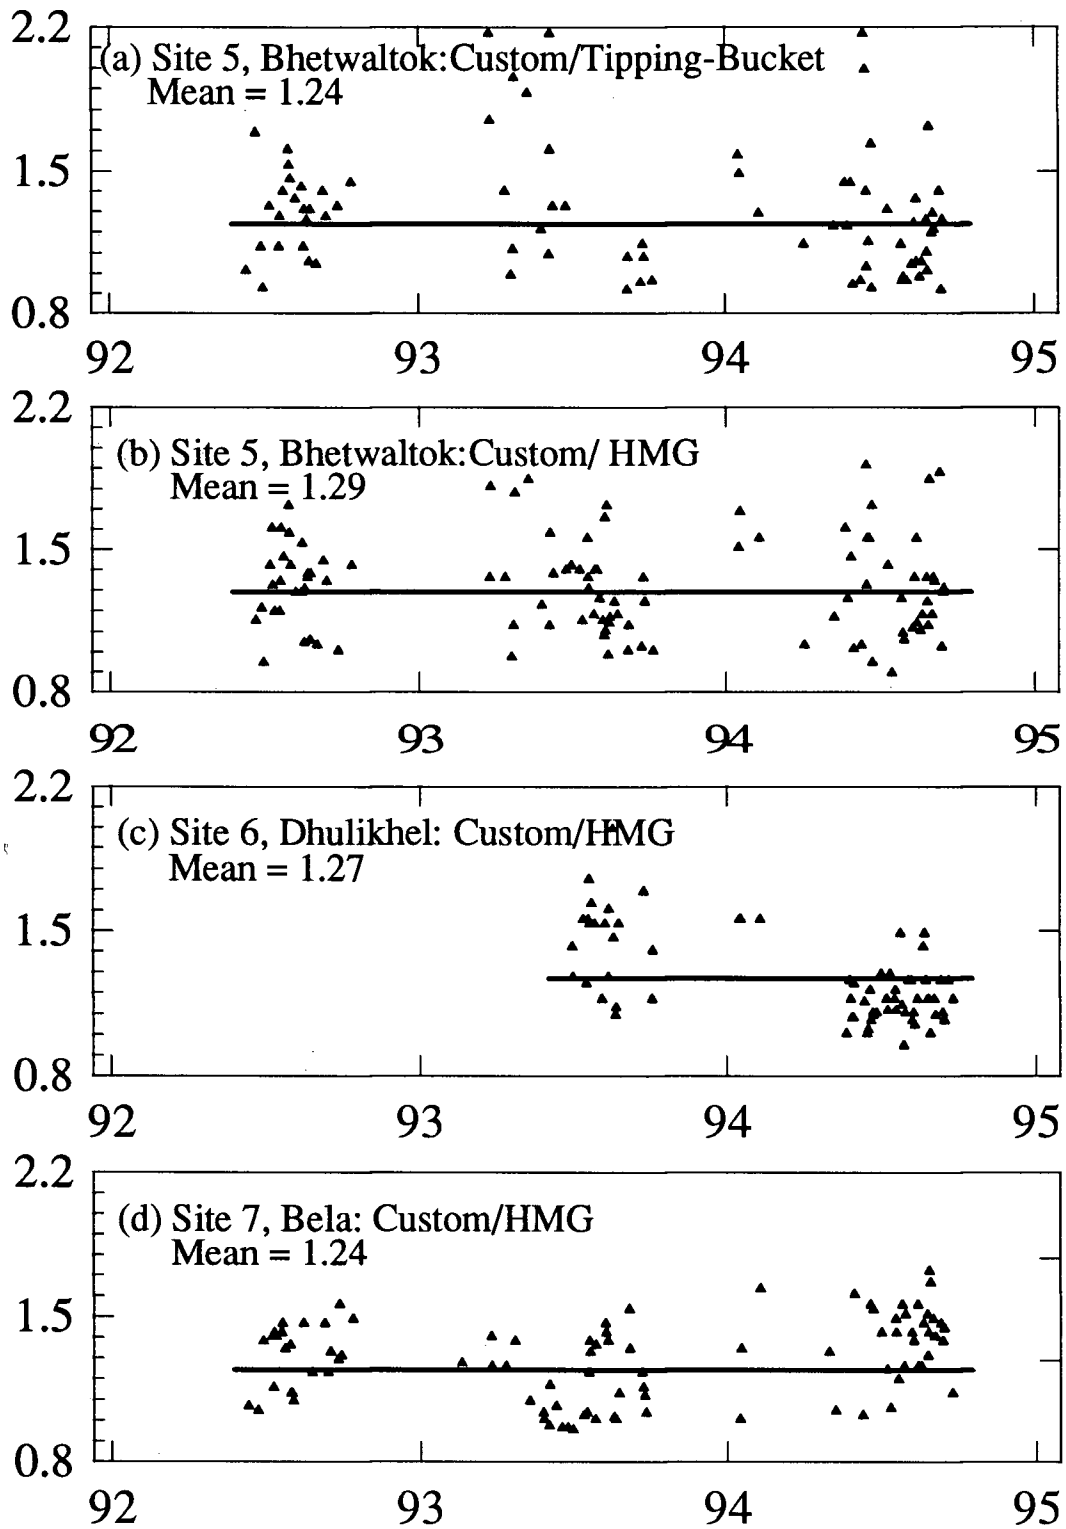 2.2
(a) Site 5, Bhetwaltok:Custom/Tipping-Bucket
Mean = 1.24
1.5
0.8
92 93 94 95
2.2
(b) Site 5, Bhetwaltok:Custom/ HMG
Mean = 1.29
1.5
0.8
92 93 94 95
2.2
(c) Site 6, Dhulikhel: Custom/HMG
Mean = 1.27
1.5
0.8
92 93 94 95
2.2
(d) Site 7, Bela: Custom/HMG
Mean = 1.24
1.5
0.8
92 93 94 95